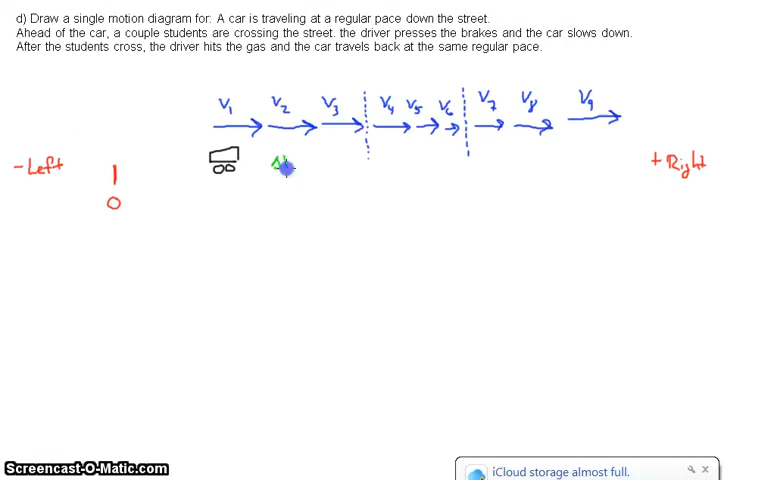 d) Draw a single motion diagram for: A car is traveling at a regular pace down the street.
Ahead of the car, a couple students are crossing the street. the driver presses the brakes and the car slows down.
After the students cross, the driver hits the gas and the car travels back at the same regular pace.
V₁ V₂ V₃ V₄ V₅ V₆ V₇ V₈ V₉
- Left
+ Right
0
Screencast-O-Matic.com
iCloud storage almost full.